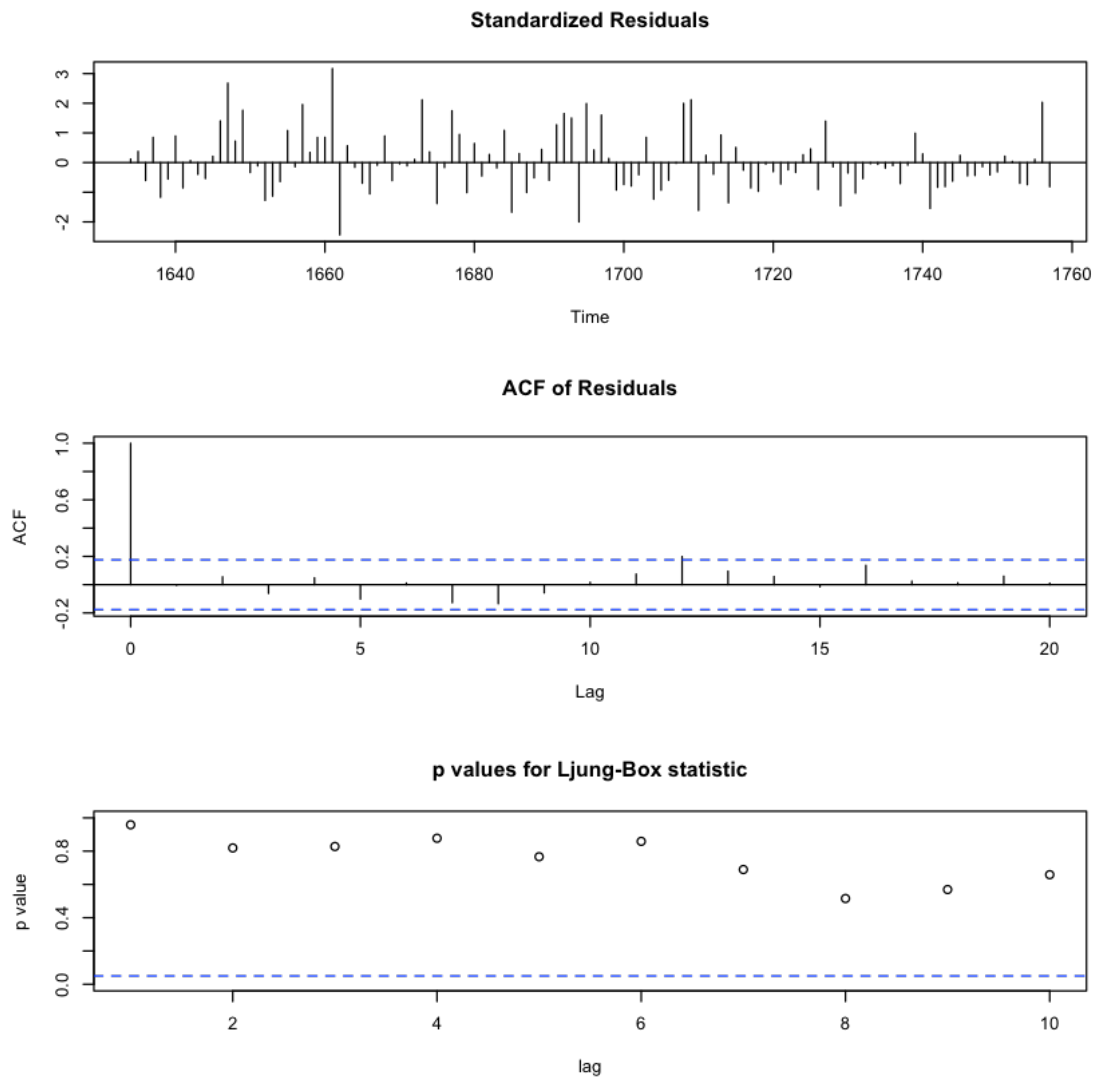 Standardized Residuals
3
2
1
0
-2
1640 1660 1680 1700 1720 1740 1760
Time
ACF of Residuals
1.0
0.6
0.2
-0.2
ACF
0 5 10 15 20
Lag
p values for Ljung-Box statistic
0.8
0.4
0.0
p value
2 4 6 8 10
lag